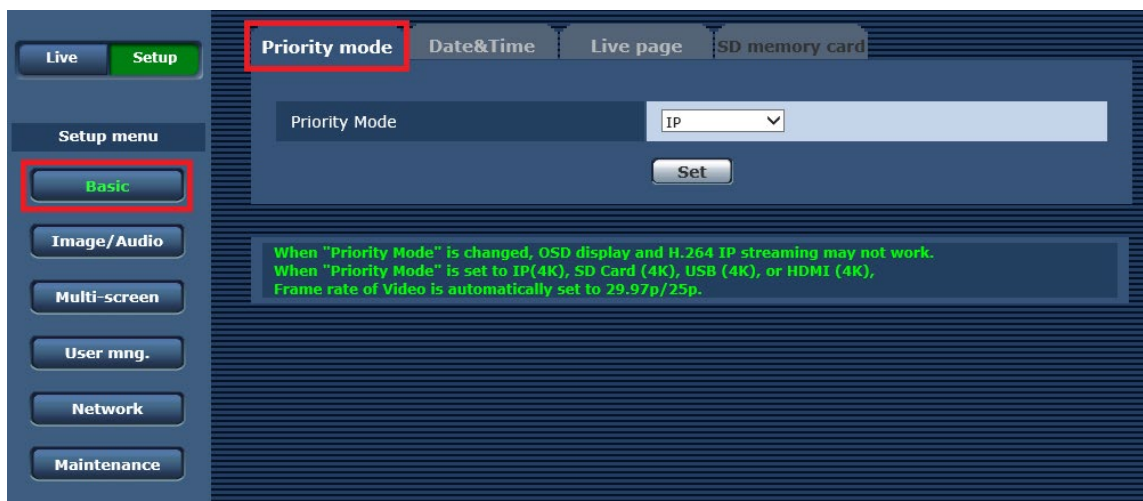 Live
Setup
Priority mode
Date&Time
Live page
SD memory card
Setup menu
Basic
Image/Audio
Multi-screen
User mng.
Network
Maintenance
Priority Mode
IP
Set
When "Priority Mode" is changed, OSD display and H.264 IP streaming may not work.
When "Priority Mode" is set to IP(4K), SD Card (4K), USB (4K), or HDMI (4K),
Frame rate of Video is automatically set to 29.97p/25p.